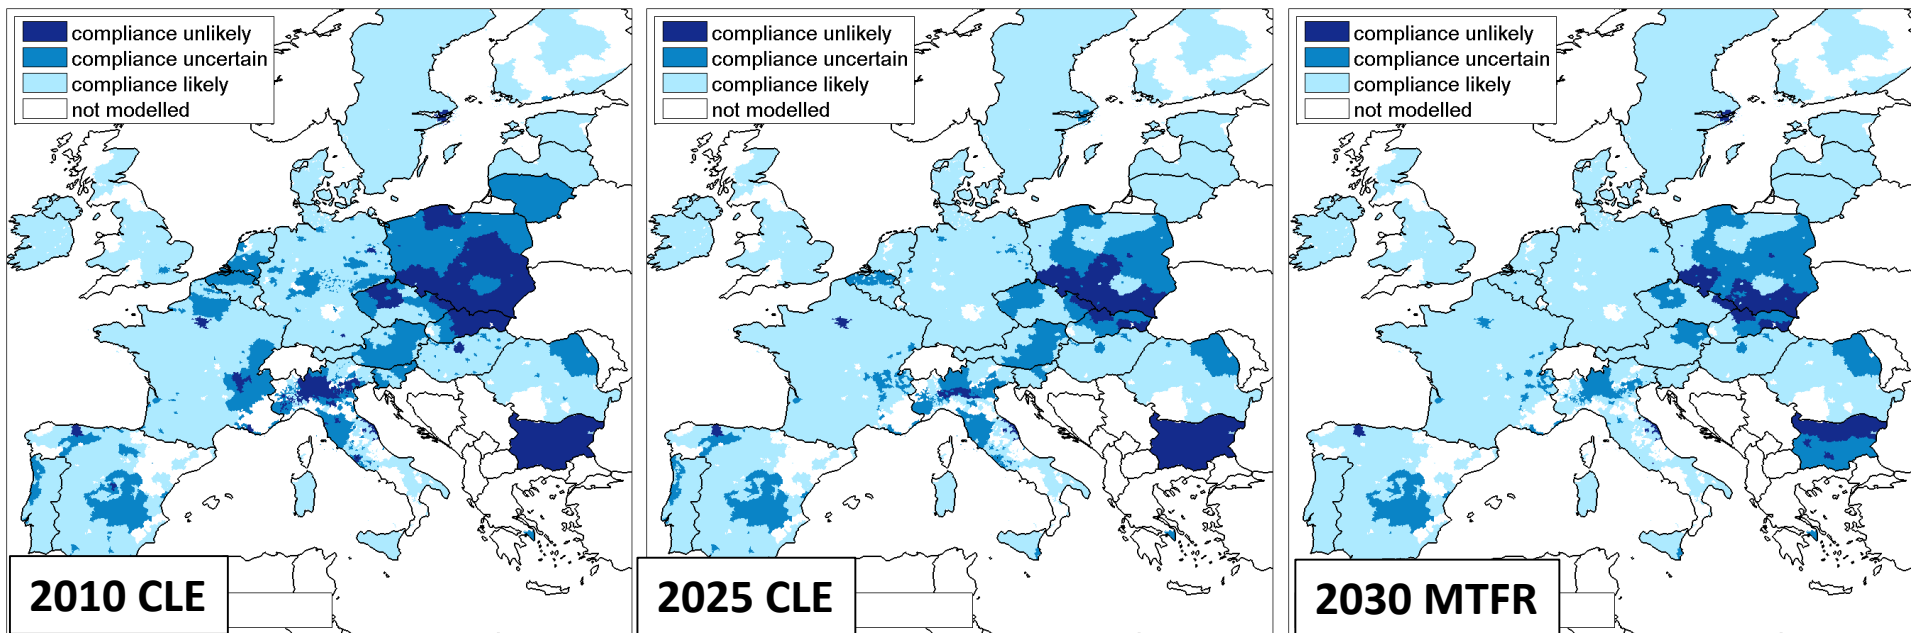 compliance unlikely
compliance uncertain
compliance likely
not modelled
2010 CLE
compliance unlikely
compliance uncertain
compliance likely
not modelled
2025 CLE
compliance unlikely
compliance uncertain
compliance likely
not modelled
2030 MTFR